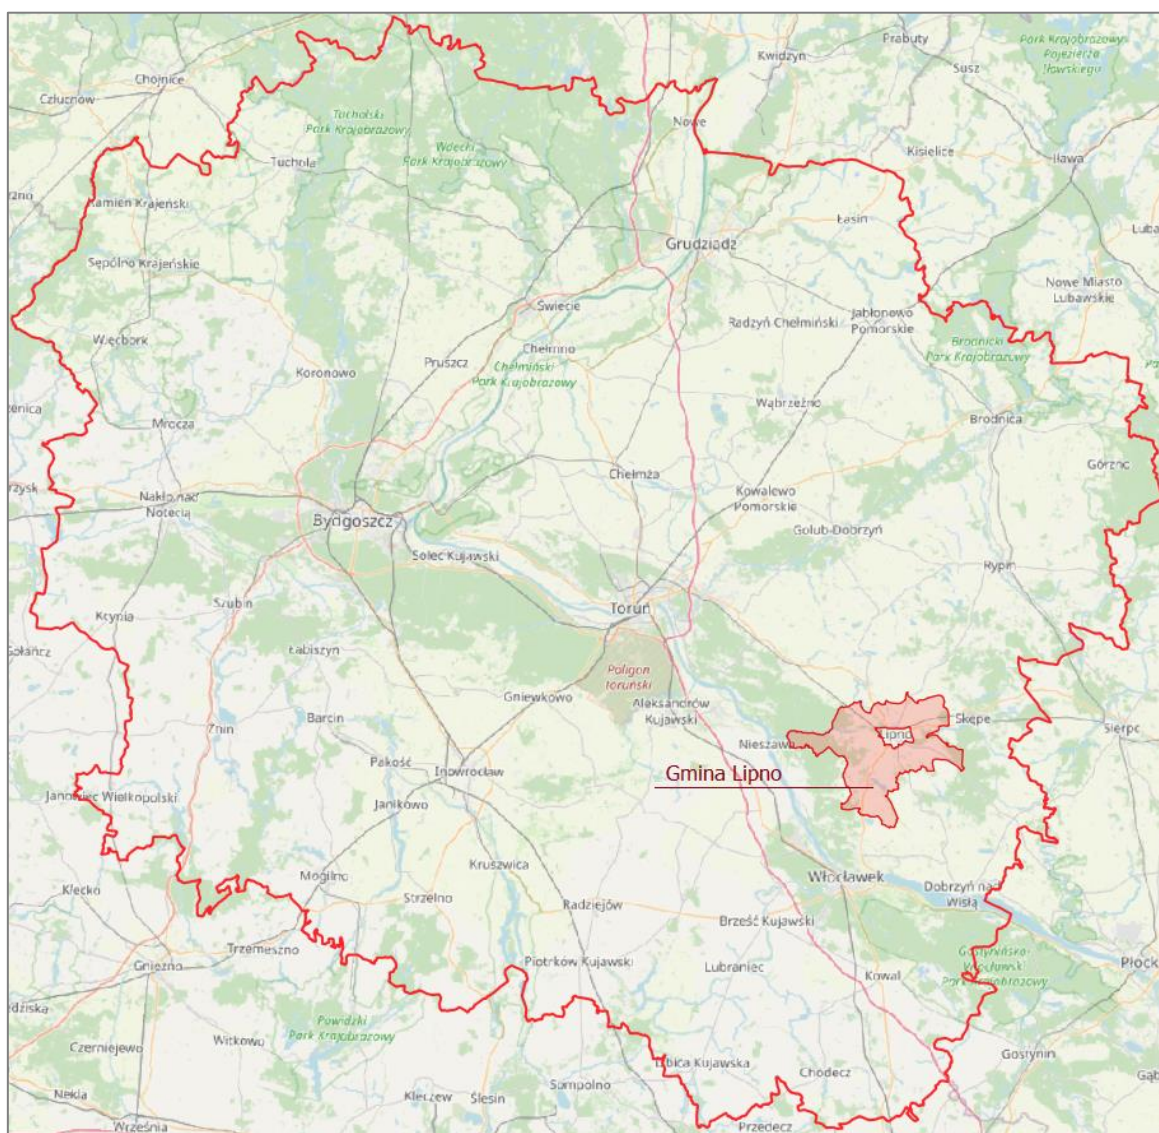 Park Krajobrazowy
Pojezierza
Iławskiego
Prabuty
Kwidzyn
Susz
Chojnice
Człuchów
Tucholski
Park Krajobrazowy
Nowe
Wdecki
Park Krajobrazowy
Kisielice
Iława
Tuchola
Kamień Krajeński
Łasin
Luba
Grudziądz
Sępólno Krajeńskie
Nowe Miasto
Lubawskie
Świecie
Radzyń Chełmiński
Jabłonowo
Pomorskie
Więcbork
Chełmno
Brodnicki
Park Krajobrazowy
Pruszcz
Chełmiński
Park Krajobrazowy
Koronowo
Wąbrzeźno
Mrocza
Brodnica
Górzno
Chełmża
Nakło nad
Notecią
Kowalewo
Pomorskie
Bydgoszcz
Golub-Dobrzyń
Solec Kujawski
Rypin
Szubin
Toruń
Kcynia
Gołańcz
Łabiszyn
Poligon
Toruński
Gniewkowo
Aleksandrów
Kujawski
Barcin
Skępe
Żnin
Sierpc
Lipno
Nieszawa
Pakość
Inowrocław
Gmina Lipno
Janowiec Wielkopolski
Janikowo
Kruszwica
Mogilno
Włocławek
Kłecko
Dobrzyń nad
Wisłą
Strzelno
Radziejów
Brześć Kujawski
Trzemeszno
Gniezno
Piotrków Kujawski
Lubraniec
Gostynińsko-
Włocławski
Park Krajobrazowy
Płock
Kowal
Powidzki
Park Krajobrazowy
Witkowo
Czerniejewo
Gostynin
Izbica Kujawska
Chodecz
Sompolno
Nekla
Kleczew
Ślesin
Września
Przedecz